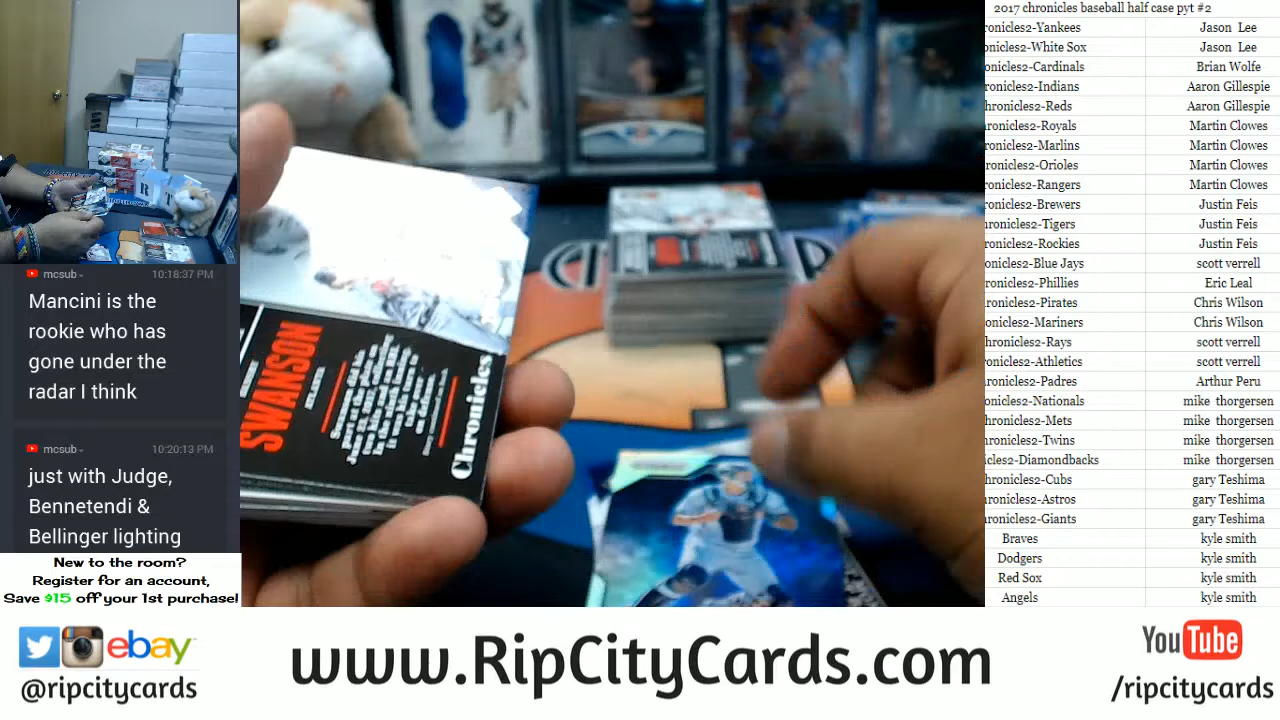 2017 chronicles baseball half case pyt #2
ronicles2-Yankees Jason Lee
onicles2-White Sox Jason Lee
onicles2-Cardinals Brian Wolfe
ronicles2-Indians Aaron Gillespie
hronicles2-Reds Aaron Gillespie
ronicles2-Royals Martin Clowes
ronicles2-Marlins Martin Clowes
ronicles2-Orioles Martin Clowes
ronicles2-Rangers Martin Clowes
ronicles2-Brewers Justin Feis
ronicles2-Tigers Justin Feis
ronicles2-Rockies Justin Feis
onicles2-Blue Jays scott verrell
ronicles2-Phillies Eric Leal
ronicles2-Pirates Chris Wilson
onicles2-Mariners Chris Wilson
hronicles2-Rays scott verrell
onicles2-Athletics scott verrell
ronicles2-Padres Arthur Peru
onicles2-Nationals mike thorgersen
hronicles2-Mets mike thorgersen
ronicles2-Twins mike thorgersen
icles2-Diamondbacks mike thorgersen
hronicles2-Cubs gary Teshima
ronicles2-Astros gary Teshima
ronicles2-Giants gary Teshima
Braves kyle smith
Dodgers kyle smith
Red Sox kyle smith
Angels kyle smith
mcsub 10:18:37 PM
Mancini is the
rookie who has
gone under the
radar I think
mcsub 10:20:13 PM
just with Judge,
Bennetendi &
Bellinger lighting
New to the room?
Register for an account,
Save $15 off your 1st purchase!
SWANSON
Chronicles
ebay
@ripcitycards
www.RipCityCards.com
YouTube
/ripcitycards